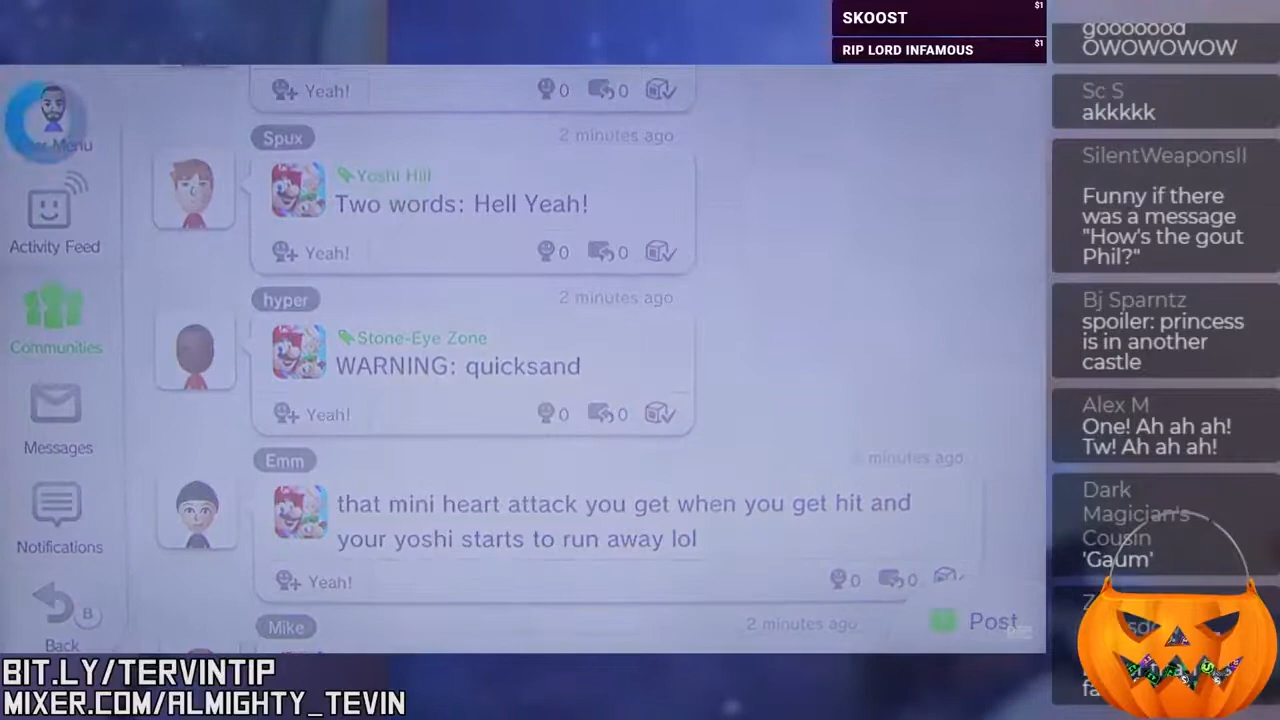 SKOOST
$1
RIP LORD INFAMOUS
$1
Yeah!
0
0
Spux
2 minutes ago
Yoshi Hill
Two words: Hell Yeah!
Yeah!
0
0
hyper
2 minutes ago
Stone-Eye Zone
WARNING: quicksand
Yeah!
0
0
Emm
minutes ago
that mini heart attack you get when you get hit and
your yoshi starts to run away lol
Yeah!
0
0
Mike
2 minutes ago
Post
Menu
Activity Feed
Communities
Messages
Notifications
B
Back
gooooood
OWOWOWOW
Sc S
akkkkk
SilentWeaponsII
Funny if there
was a message
"How's the gout
Phil?"
Bj Sparntz
spoiler: princess
is in another
castle
Alex M
One! Ah ah ah!
Tw! Ah ah ah!
Dark
Magician's
Cousin
'Gaum'
BIT.LY/TERVINTIP
MIXER.COM/ALMIGHTY_TEVIN